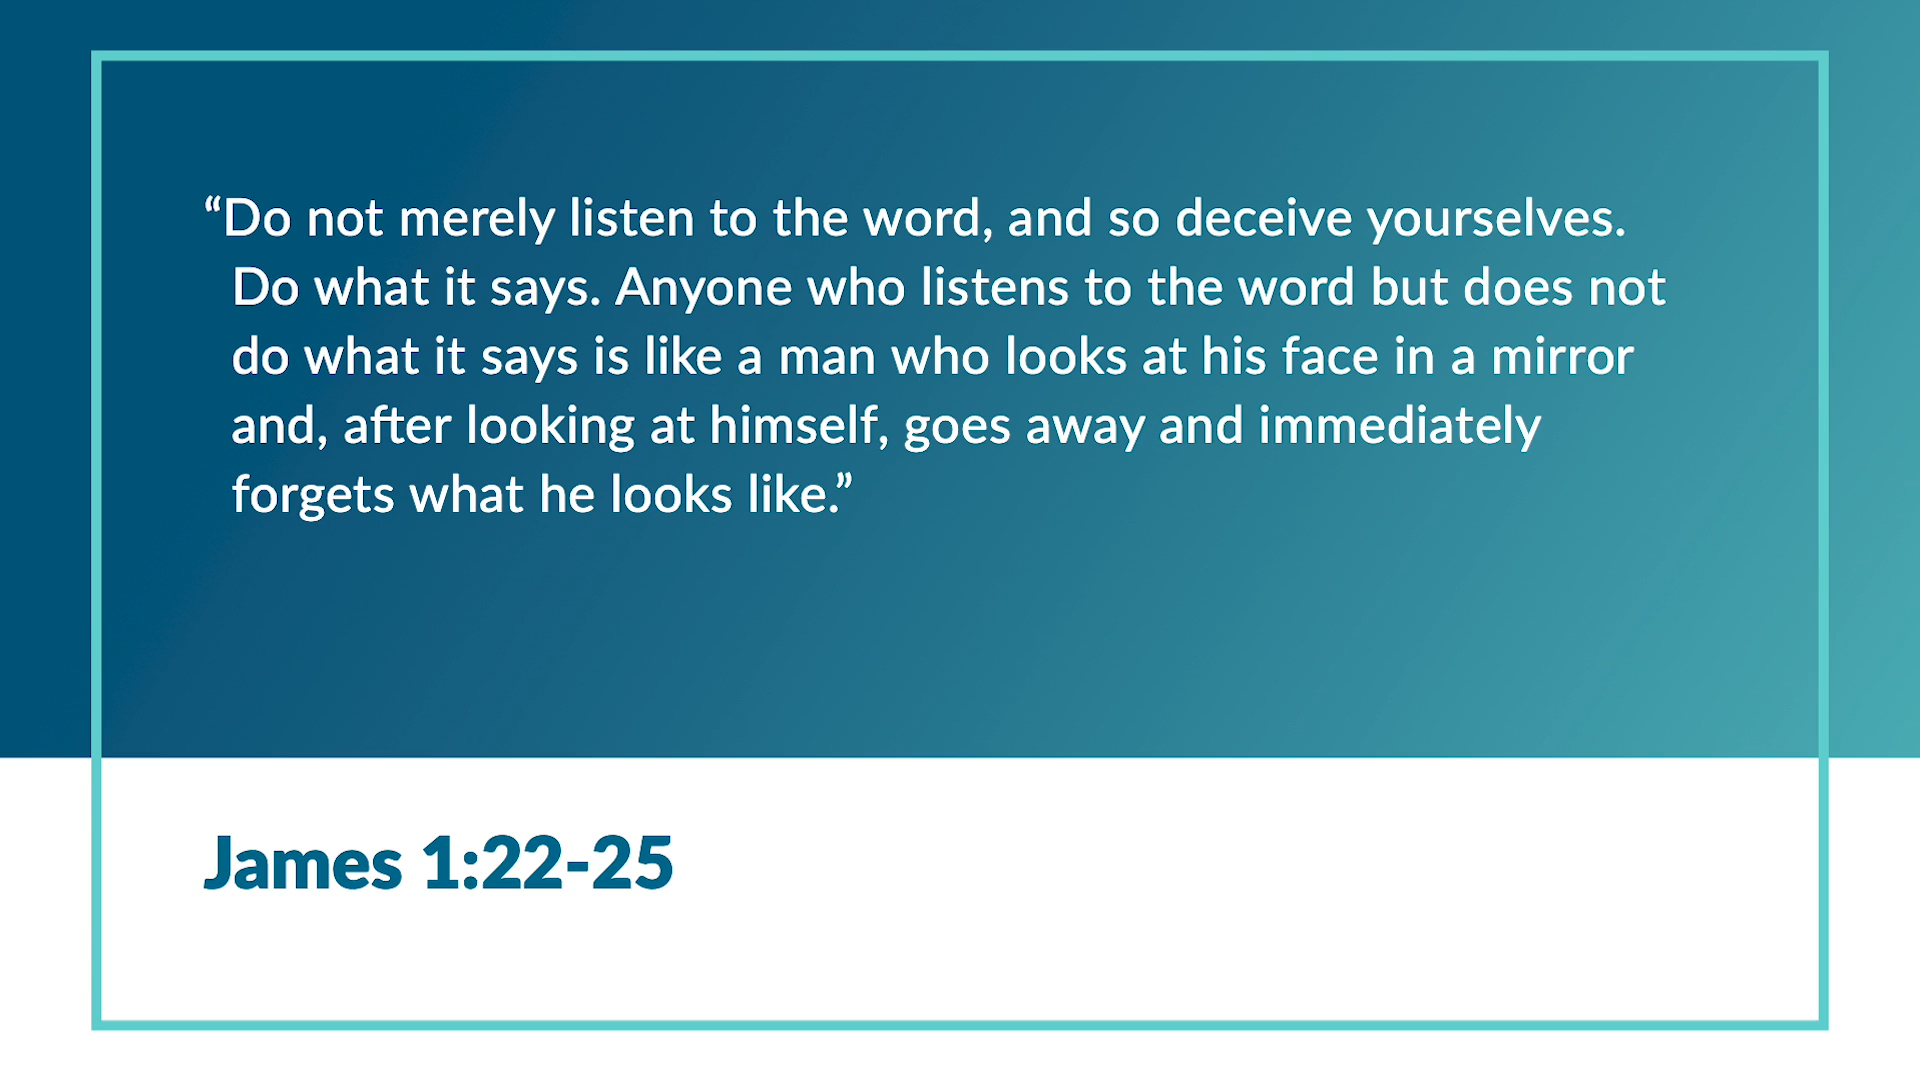 “Do not merely listen to the word, and so deceive yourselves.
Do what it says. Anyone who listens to the word but does not
do what it says is like a man who looks at his face in a mirror
and, after looking at himself, goes away and immediately
forgets what he looks like.”
James 1:22-25